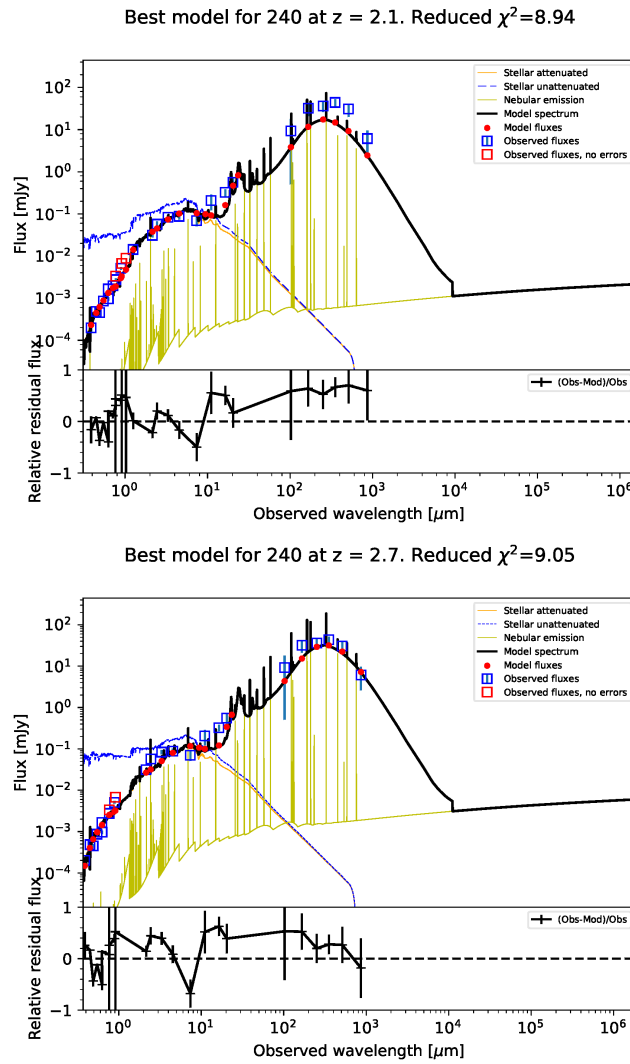 Best model for 240 at z = 2.1. Reduced χ²=8.94
Stellar attenuated
Stellar unattenuated
Nebular emission
Model spectrum
Model fluxes
Observed fluxes
Observed fluxes, no errors
Flux [mJy]
10²
10¹
10⁰
10⁻¹
10⁻²
10⁻³
10⁻⁴
Relative residual flux
1
0
−1
(Obs-Mod)/Obs
10⁰ 10¹ 10² 10³ 10⁴ 10⁵ 10⁶
Observed wavelength [μm]
Best model for 240 at z = 2.7. Reduced χ²=9.05
Stellar attenuated
Stellar unattenuated
Nebular emission
Model spectrum
Model fluxes
Observed fluxes
Observed fluxes, no errors
Flux [mJy]
10²
10¹
10⁰
10⁻¹
10⁻²
10⁻³
10⁻⁴
Relative residual flux
1
0
−1
(Obs-Mod)/Obs
10⁰ 10¹ 10² 10³ 10⁴ 10⁵ 10⁶
Observed wavelength [μm]